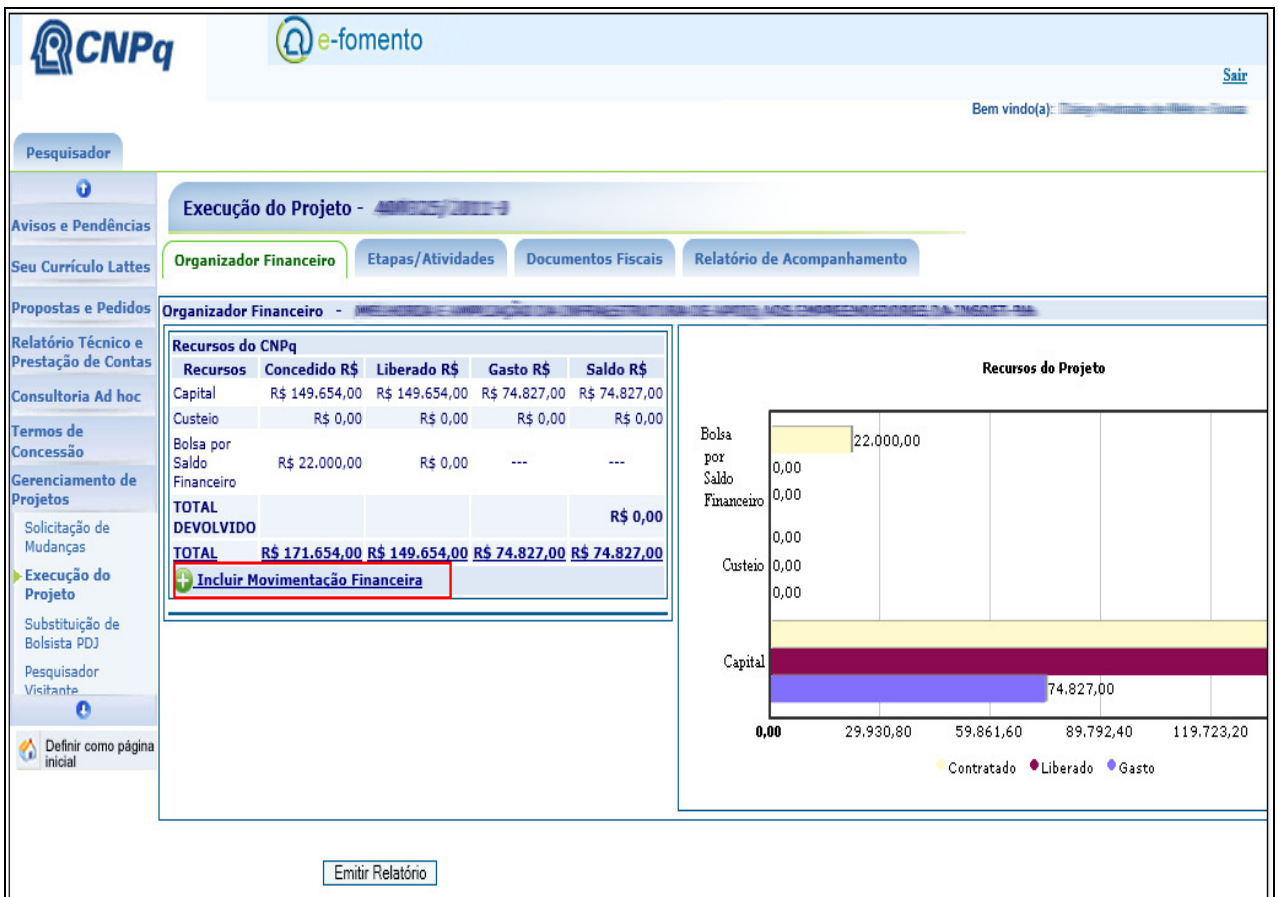 CNPq
e-fomento
Sair
Bem vindo(a):
Pesquisador
Avisos e Pendências
Seu Currículo Lattes
Propostas e Pedidos
Relatório Técnico e
Prestação de Contas
Consultoria Ad hoc
Termos de
Concessão
Gerenciamento de
Projetos
Solicitação de
Mudanças
Execução do
Projeto
Substituição de
Bolsista PDJ
Pesquisador
Visitante
Definir como página
inicial
Execução do Projeto -
Organizador Financeiro Etapas/Atividades Documentos Fiscais Relatório de Acompanhamento
Organizador Financeiro -
Recursos do CNPq
Recursos Concedido R$ Liberado R$ Gasto R$ Saldo R$
Capital R$ 149.654,00 R$ 149.654,00 R$ 74.827,00 R$ 74.827,00
Custeio R$ 0,00 R$ 0,00 R$ 0,00 R$ 0,00
Bolsa por
Saldo
Financeiro R$ 22.000,00 R$ 0,00 --- ---
TOTAL
DEVOLVIDO R$ 0,00
TOTAL R$ 171.654,00 R$ 149.654,00 R$ 74.827,00 R$ 74.827,00
Incluir Movimentação Financeira
Recursos do Projeto
Bolsa
por
Saldo
Financeiro
22.000,00
0,00
0,00
Custeio
0,00
0,00
0,00
Capital
74.827,00
0,00 29.930,80 59.861,60 89.792,40 119.723,20
Contratado Liberado Gasto
Emitir Relatório